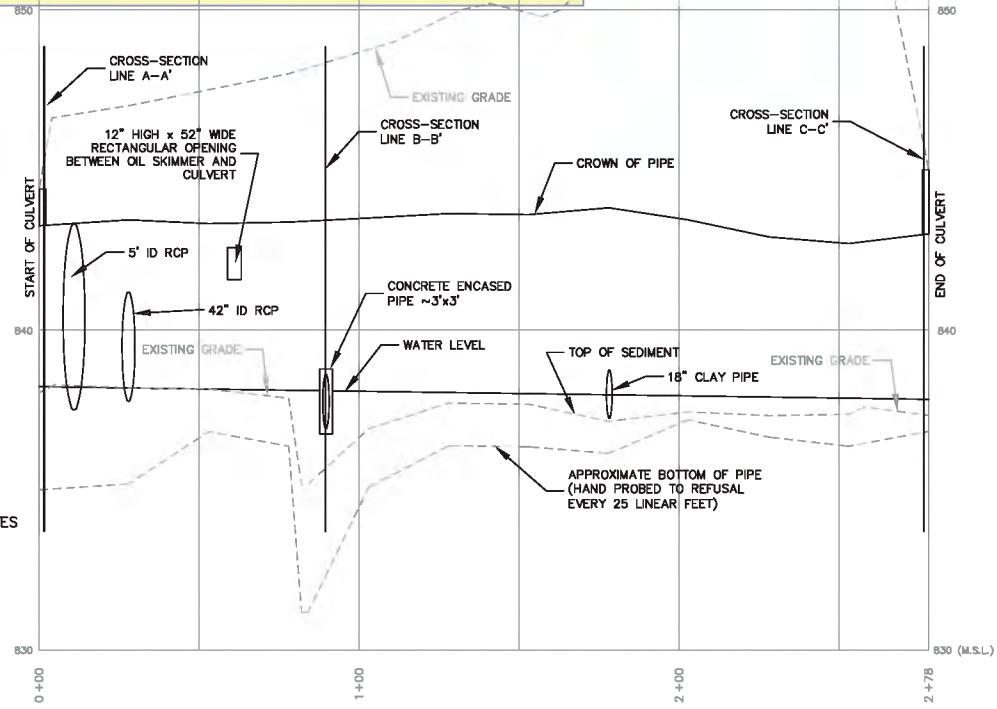 850
850
CROSS-SECTION
LINE A-A'
EXISTING GRADE
12" HIGH x 52" WIDE
RECTANGULAR OPENING
BETWEEN OIL SKIMMER AND
CULVERT
CROSS-SECTION
LINE B-B'
CROSS-SECTION
LINE C-C'
CROWN OF PIPE
START OF CULVERT
END OF CULVERT
5' ID RCP
42" ID RCP
CONCRETE ENCASED
PIPE ~3'x3'
840
840
EXISTING GRADE
WATER LEVEL
TOP OF SEDIMENT
EXISTING GRADE
18" CLAY PIPE
APPROXIMATE BOTTOM OF PIPE
(HAND PROBED TO REFUSAL
EVERY 25 LINEAR FEET)
ES
830
830 (M.S.L.)
0+00
1+00
2+00
2+78